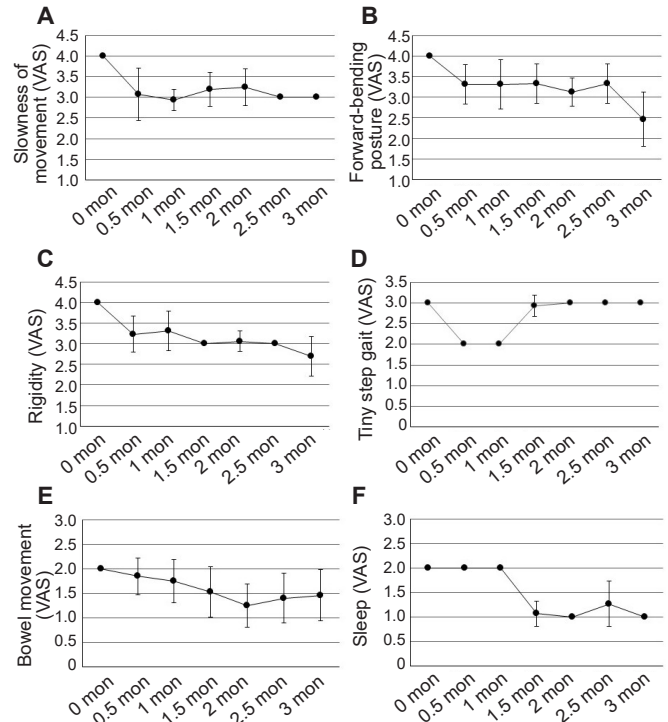 A
Slowness of
movement (VAS)
4.5
4.0
3.5
3.0
2.5
2.0
1.5
1.0
0 mon
0.5 mon
1 mon
1.5 mon
2 mon
2.5 mon
3 mon
B
Forward-bending
posture (VAS)
4.5
4.0
3.5
3.0
2.5
2.0
1.5
1.0
0 mon
0.5 mon
1 mon
1.5 mon
2 mon
2.5 mon
3 mon
C
Rigidity (VAS)
4.5
4.0
3.5
3.0
2.5
2.0
1.5
1.0
0 mon
0.5 mon
1 mon
1.5 mon
2 mon
2.5 mon
3 mon
D
Tiny step gait (VAS)
3.5
3.0
2.5
2.0
1.5
1.0
0.5
0
0 mon
0.5 mon
1 mon
1.5 mon
2 mon
2.5 mon
3 mon
E
Bowel movement
(VAS)
3.0
2.5
2.0
1.5
1.0
0.5
0
0 mon
0.5 mon
1 mon
1.5 mon
2 mon
2.5 mon
3 mon
F
Sleep (VAS)
3.0
2.5
2.0
1.5
1.0
0.5
0
0 mon
0.5 mon
1 mon
1.5 mon
2 mon
2.5 mon
3 mon